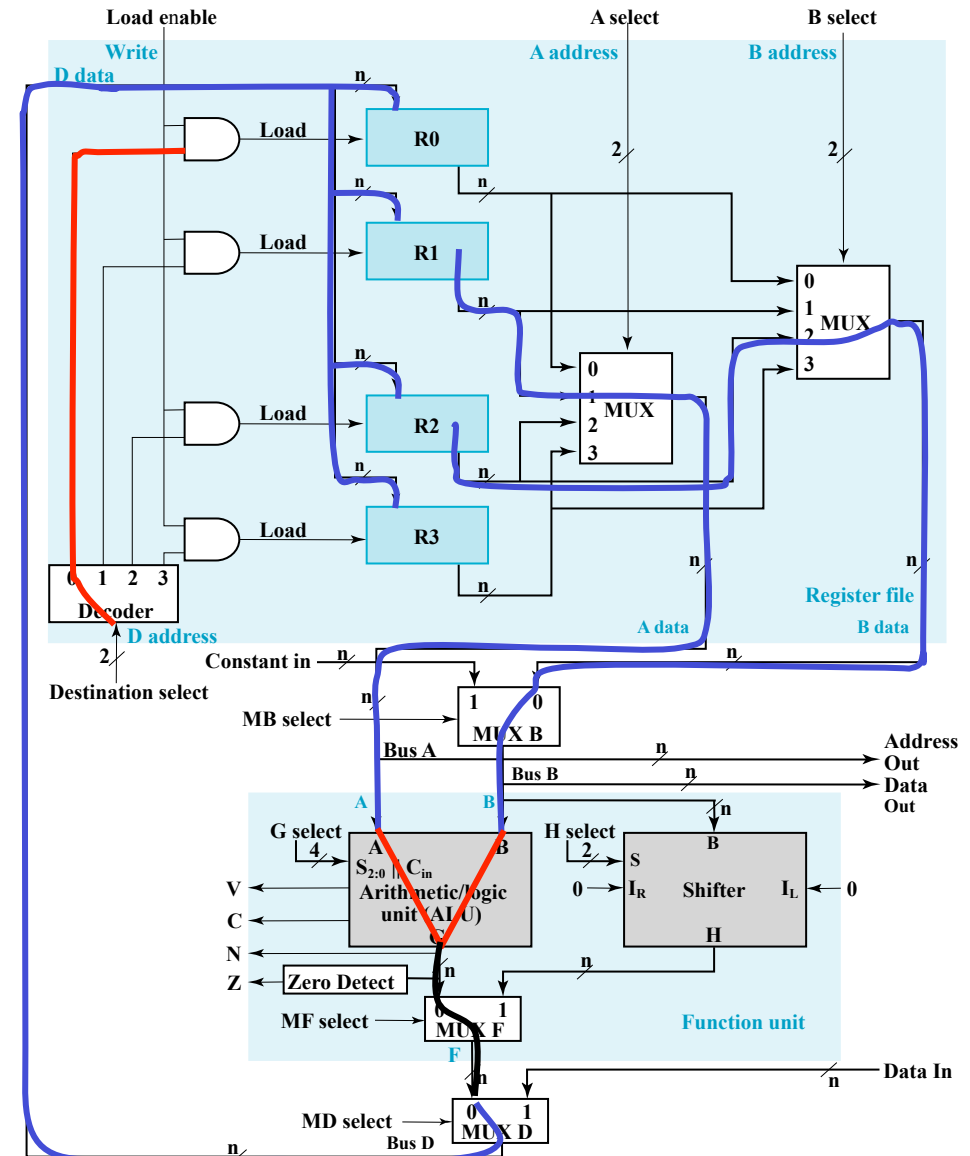 Load enable
A select
B select
Write
A address
B address
D data
n
Load
R0
2
2
n
n
Load
R1
0
n
1
MUX
2
n
0
3
1
MUX
Load
R2
2
3
n
n
Load
R3
0 1 2 3
n
n
n
Decoder
Register file
D address
A data
B data
2
Constant in
n
n
Destination select
n
1 0
MB select
MUX B
Address
Bus A
n
Out
Bus B
n
Data
Out
A
B
n
G select
H select
A
B
B
4
2
S
S2:0 || Cin
V
Arithmetic/logic
0
IR
Shifter
IL
0
unit (ALU)
C
G
H
N
n
n
Z
Zero Detect
0 1
MF select
MUX F
Function unit
F
n
n
Data In
0 1
MD select
MUX D
Bus D
n